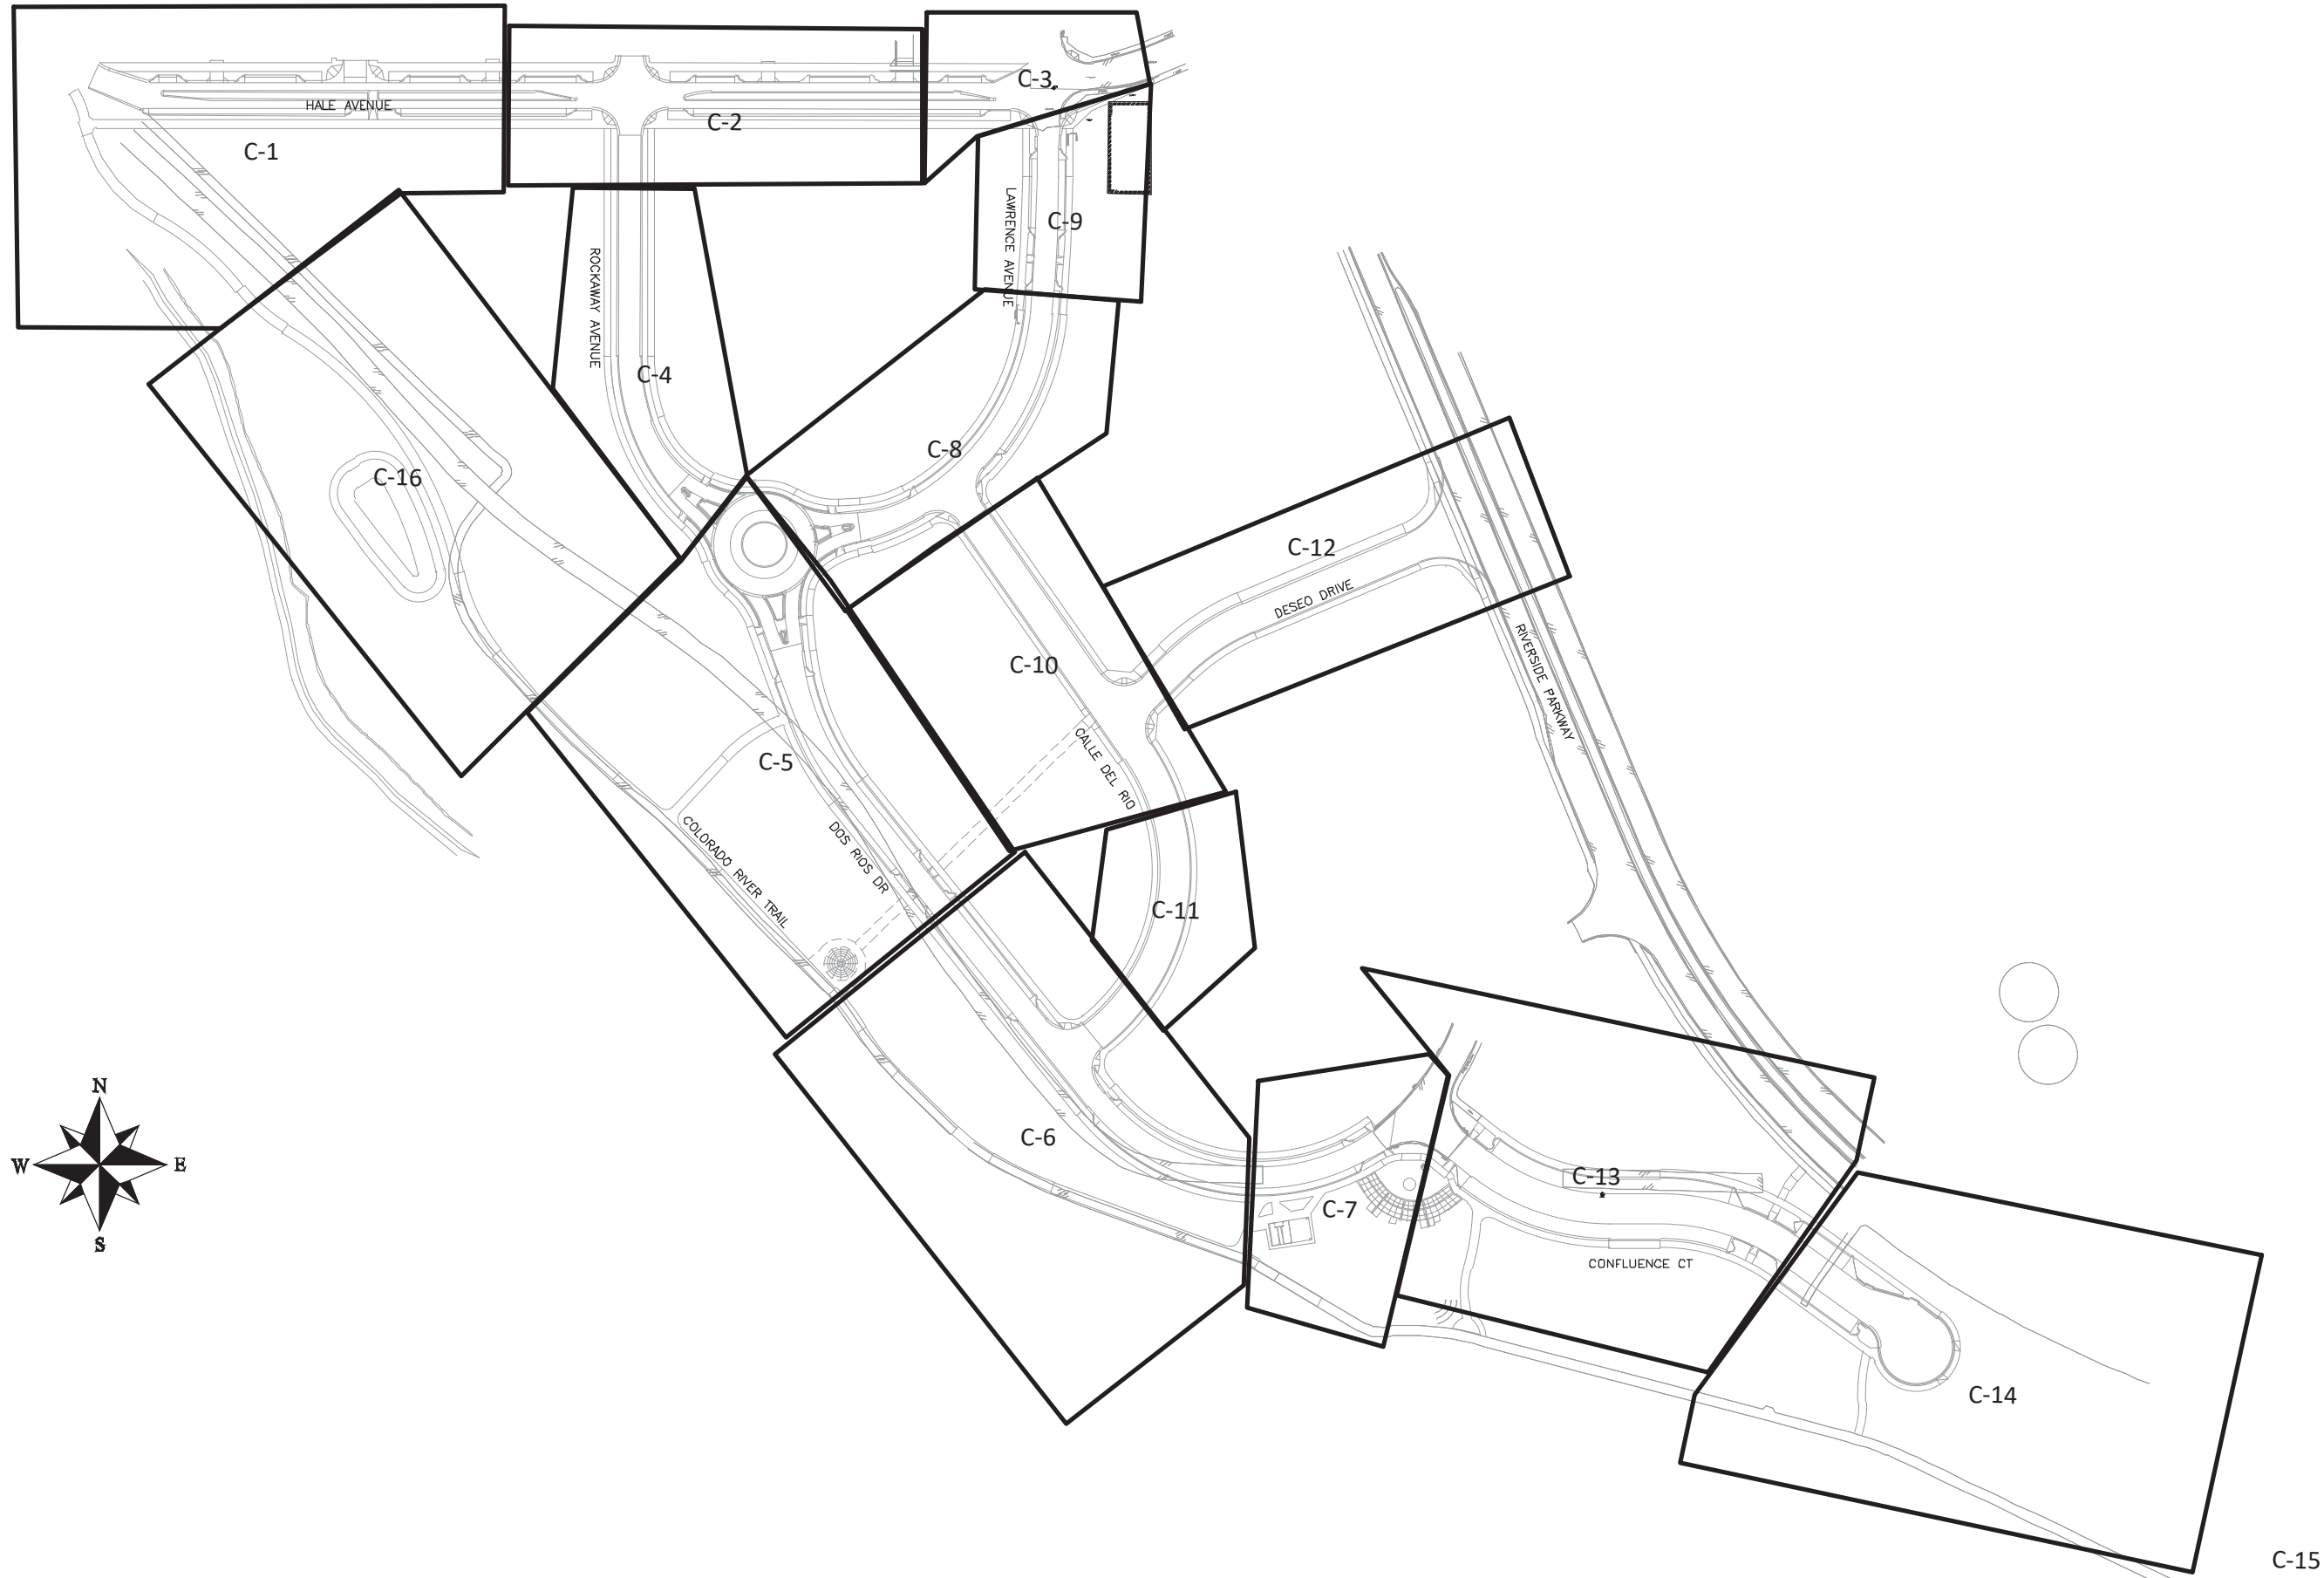 C-3
HALE AVENUE
C-2
C-1
LAWRENCE AVENUE
C-9
ROCKAWAY AVENUE
C-4
C-8
C-16
C-12
DESEO DRIVE
RIVERSIDE PARKWAY
C-10
CALLE DEL RIO
C-5
COLORADO RIVER TRAIL
DOS RIOS DR
C-11
N
W
E
S
C-6
C-7
C-13
CONFLUENCE CT
C-14
C-15